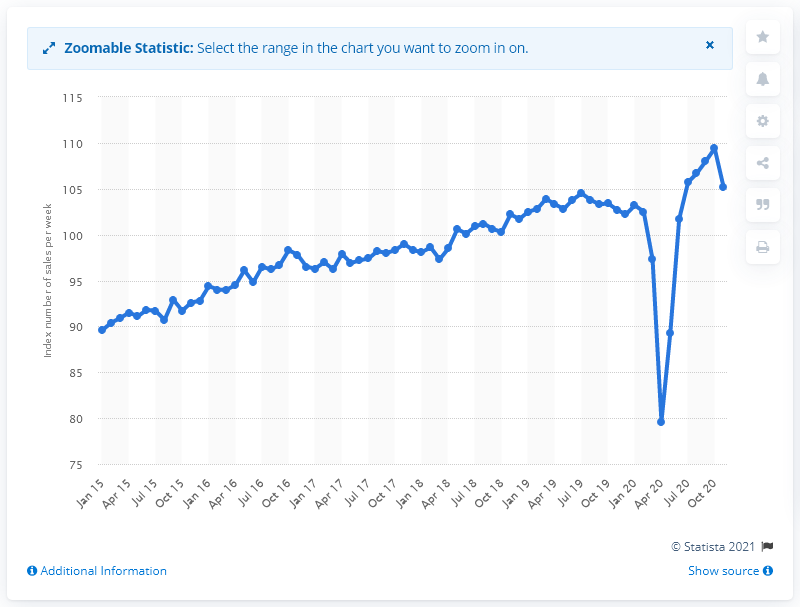 Zoomable Statistic: Select the range in the chart you want to zoom in on.
×
115
110
105
100
95
90
85
80
75
Index number of sales per week
Jan 15
Apr 15
Jul 15
Oct 15
Jan 16
Apr 16
Jul 16
Oct 16
Jan 17
Apr 17
Jul 17
Oct 17
Jan 18
Apr 18
Jul 18
Oct 18
Jan 19
Apr 19
Jul 19
Oct 19
Jan 20
Apr 20
Jul 20
Oct 20
© Statista 2021
Additional Information
Show source